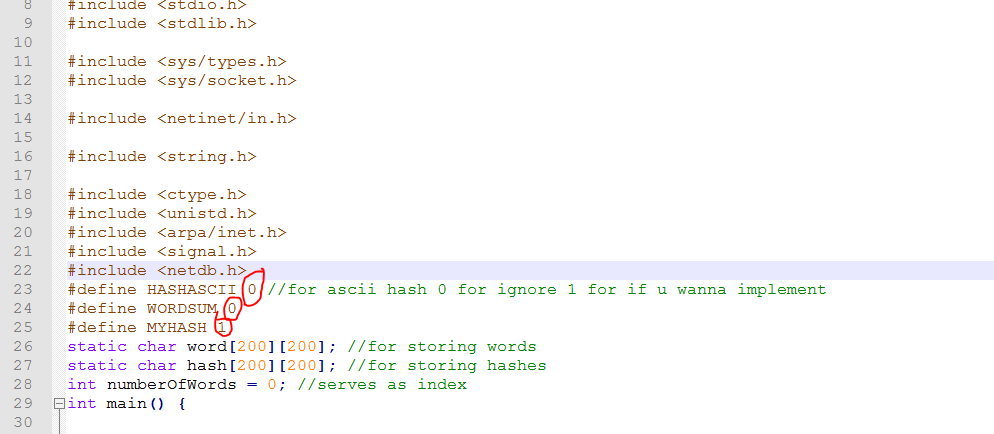 8 #include <stdio.h>
9 #include <stdlib.h>
10
11 #include <sys/types.h>
12 #include <sys/socket.h>
13
14 #include <netinet/in.h>
15
16 #include <string.h>
17
18 #include <ctype.h>
19 #include <unistd.h>
20 #include <arpa/inet.h>
21 #include <signal.h>
22 #include <netdb.h>
23 #define HASHASCII 0 //for ascii hash 0 for ignore 1 for if u wanna implement
24 #define WORDSUM 0
25 #define MYHASH 1
26 static char word[200][200]; //for storing words
27 static char hash[200][200]; //for storing hashes
28 int numberOfWords = 0; //serves as index
29 int main() {
30